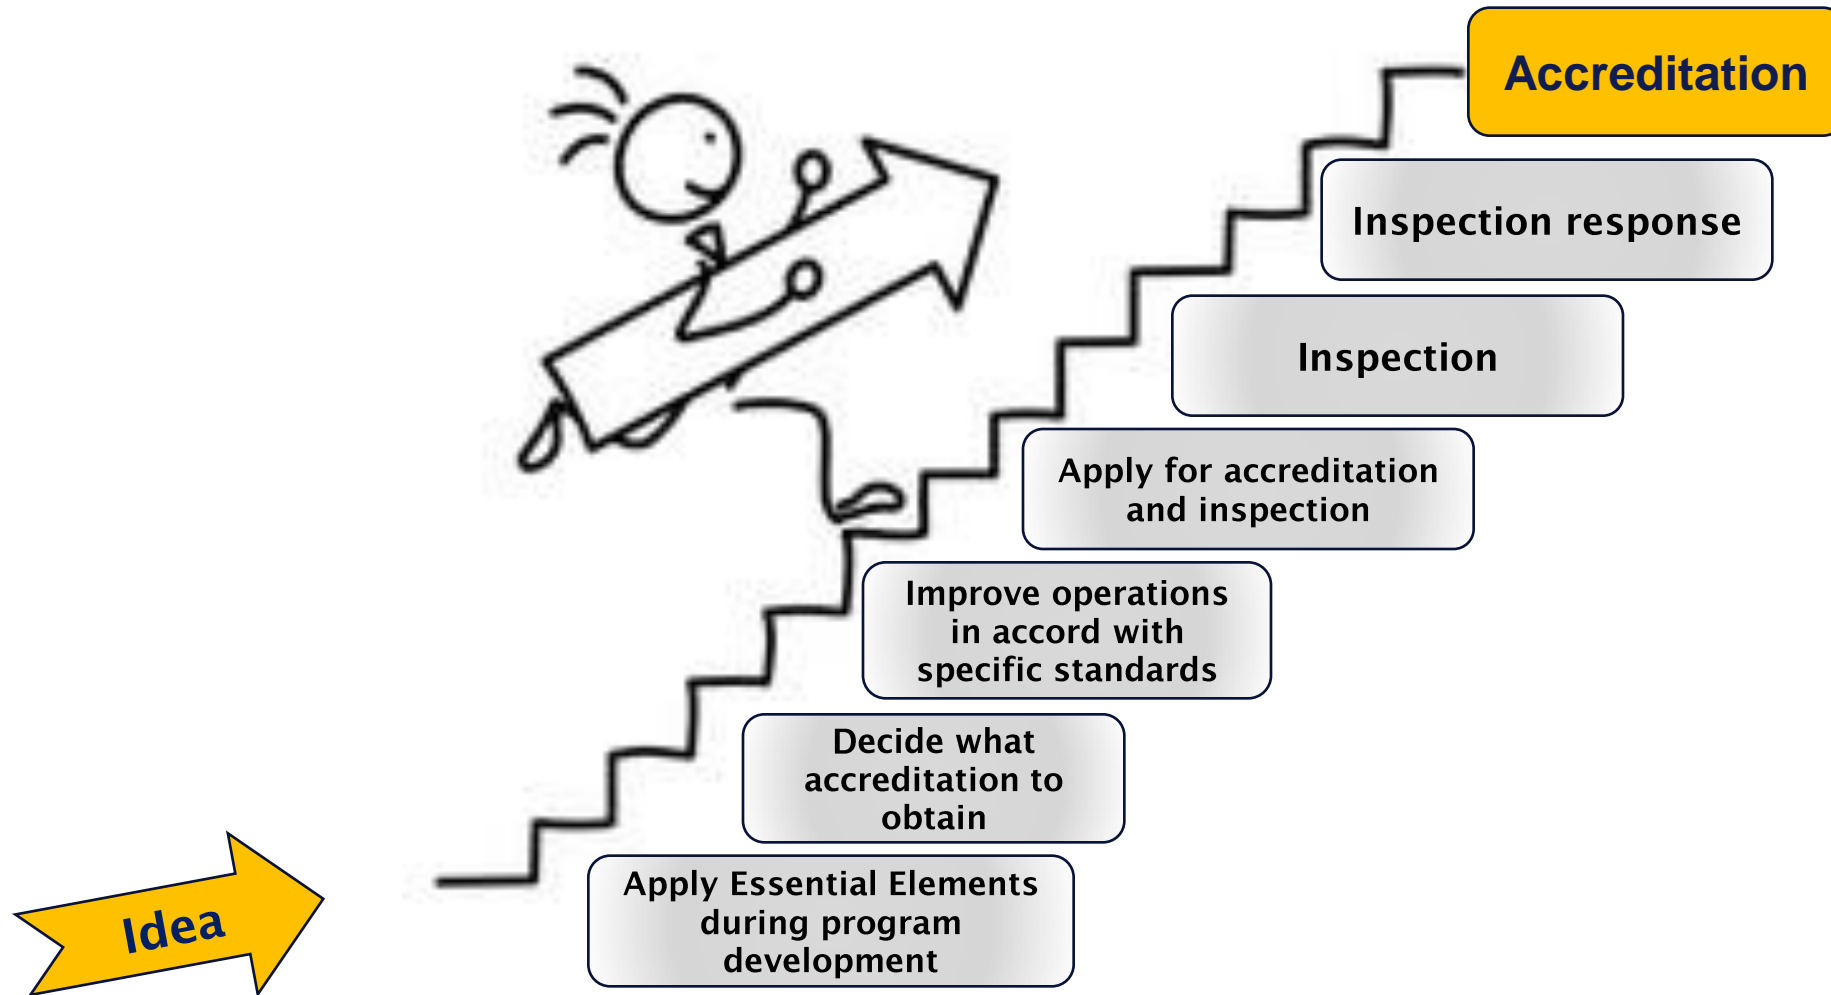 Accreditation
Inspection response
Inspection
Apply for accreditation
and inspection
Improve operations
in accord with
specific standards
Decide what
accreditation to
obtain
Apply Essential Elements
during program
development
Idea